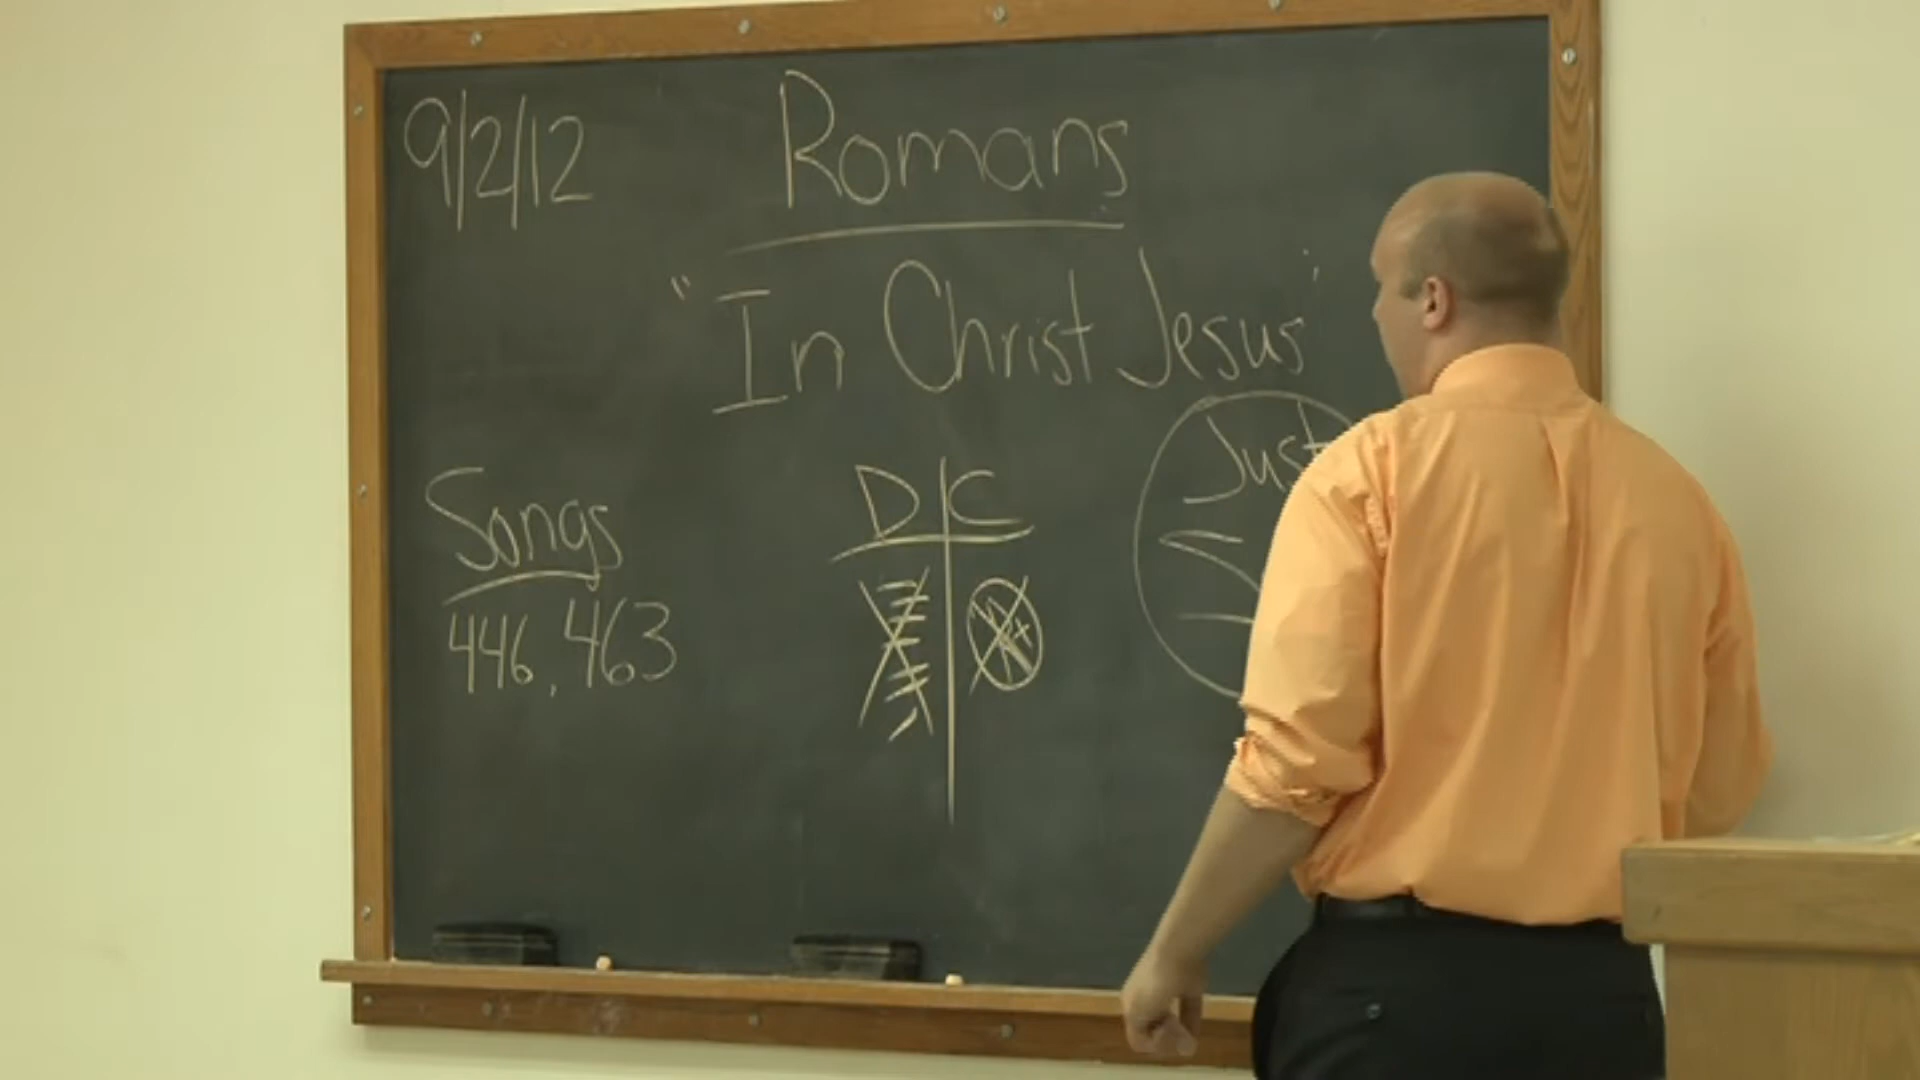 9/2/12
Romans
"In Christ Jesus"
Songs
446, 463
D C
Just